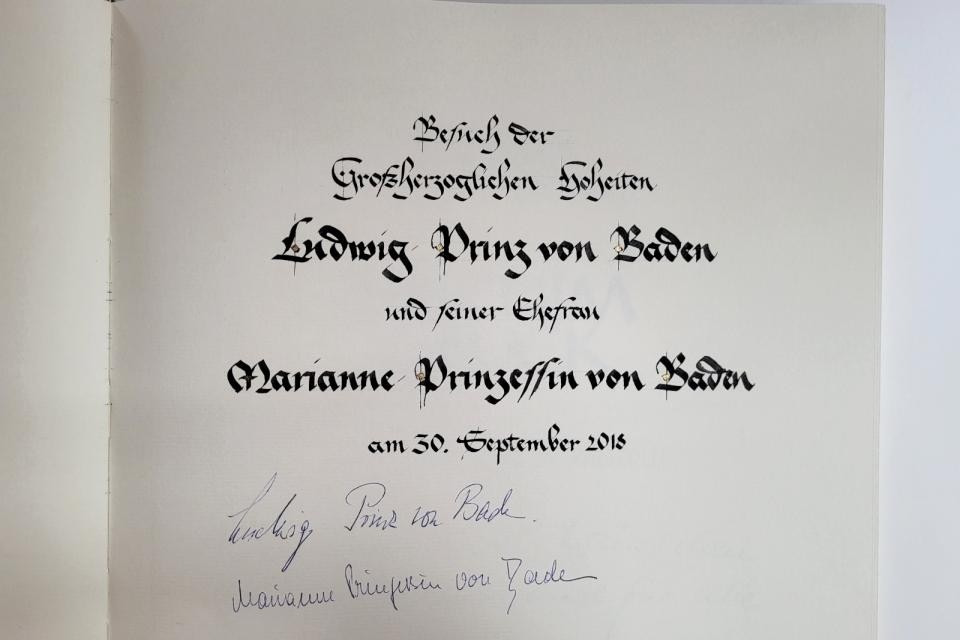 Besuch der
Großherzoglichen Hoheiten
Ludwig Prinz von Baden
und seiner Ehefrau
Marianne Prinzessin von Baden
am 30. September 2018
Ludwig Prinz von Baden.
Marianne Prinzessin von Baden